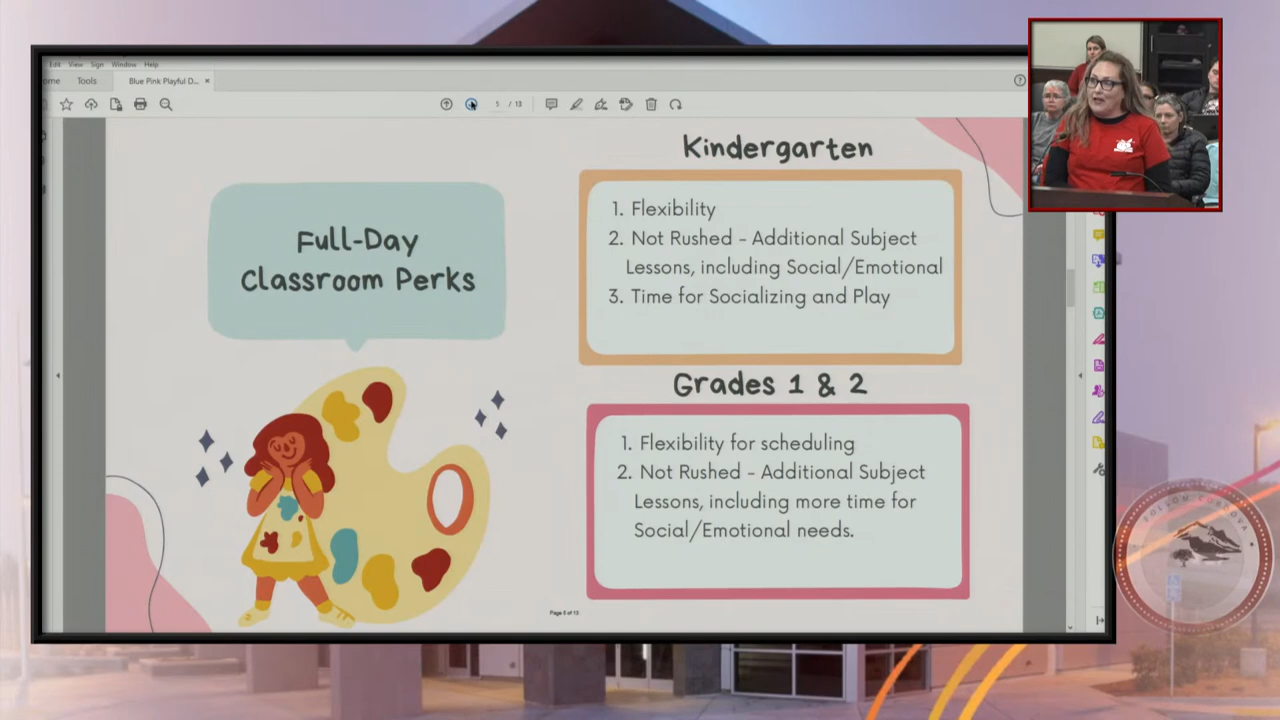 Edit View Sign Window Help
ome Tools Blue Pink Playful D... ×
5 / 13
Full-Day
Classroom Perks
Kindergarten
1. Flexibility
2. Not Rushed - Additional Subject
Lessons, including Social/Emotional
3. Time for Socializing and Play
Grades 1 & 2
1. Flexibility for scheduling
2. Not Rushed - Additional Subject
Lessons, including more time for
Social/Emotional needs.
Page 5 of 13
FOLSOM CORDOVA